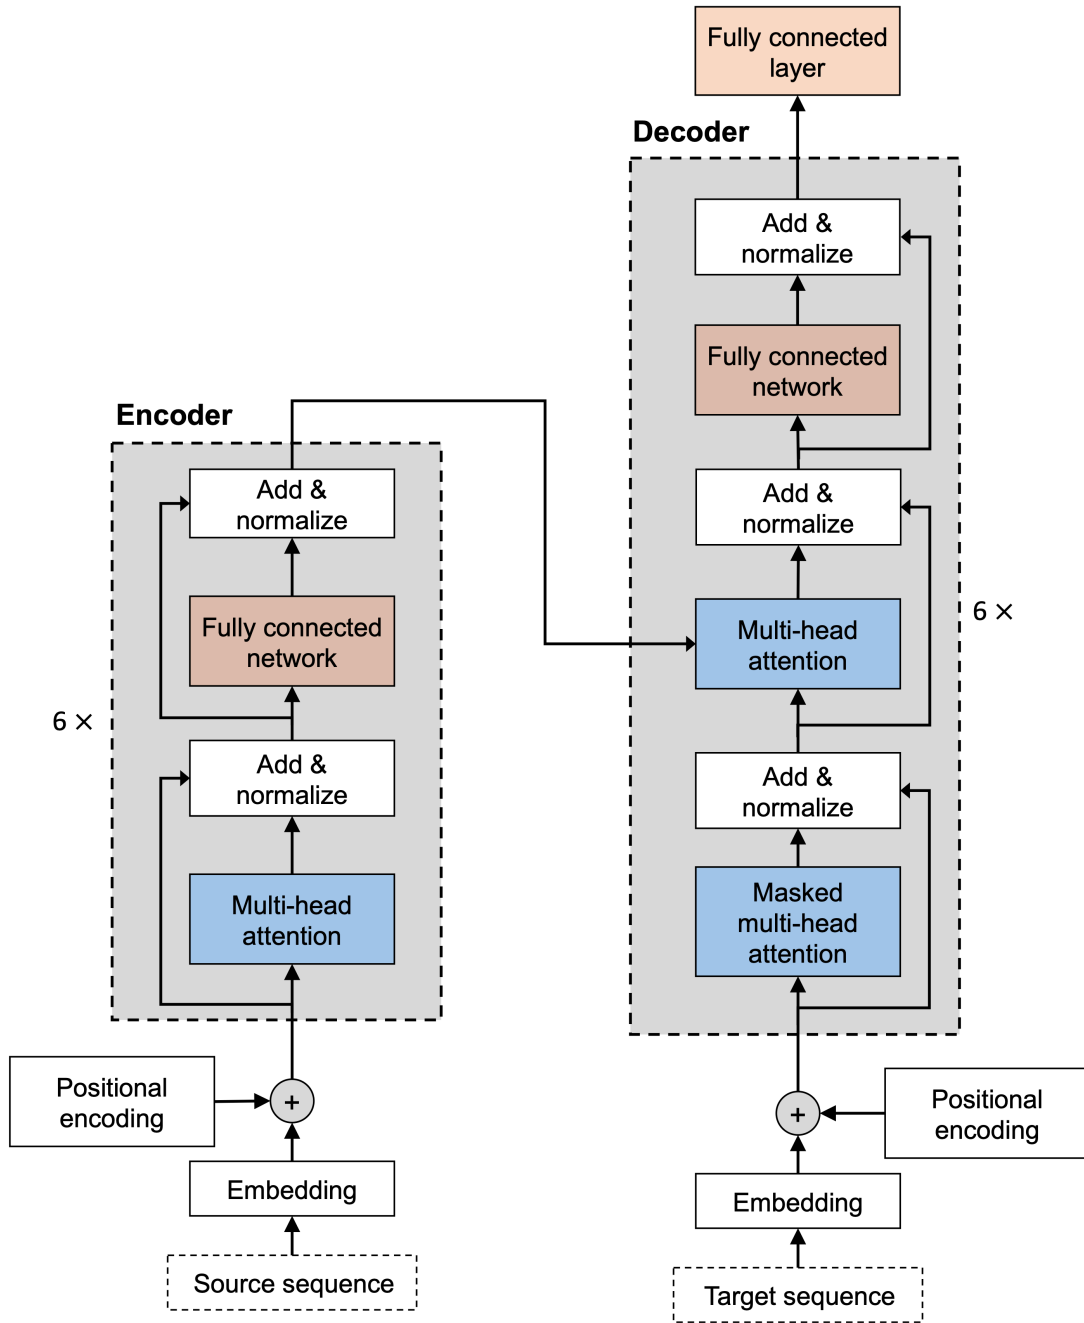 Fully connected
layer
Decoder
Add &
normalize
Fully connected
network
Add &
normalize
Multi-head
attention
6 ×
Add &
normalize
Masked
multi-head
attention
+
Positional
encoding
Embedding
Target sequence
Encoder
Add &
normalize
Fully connected
network
6 ×
Add &
normalize
Multi-head
attention
Positional
encoding
+
Embedding
Source sequence